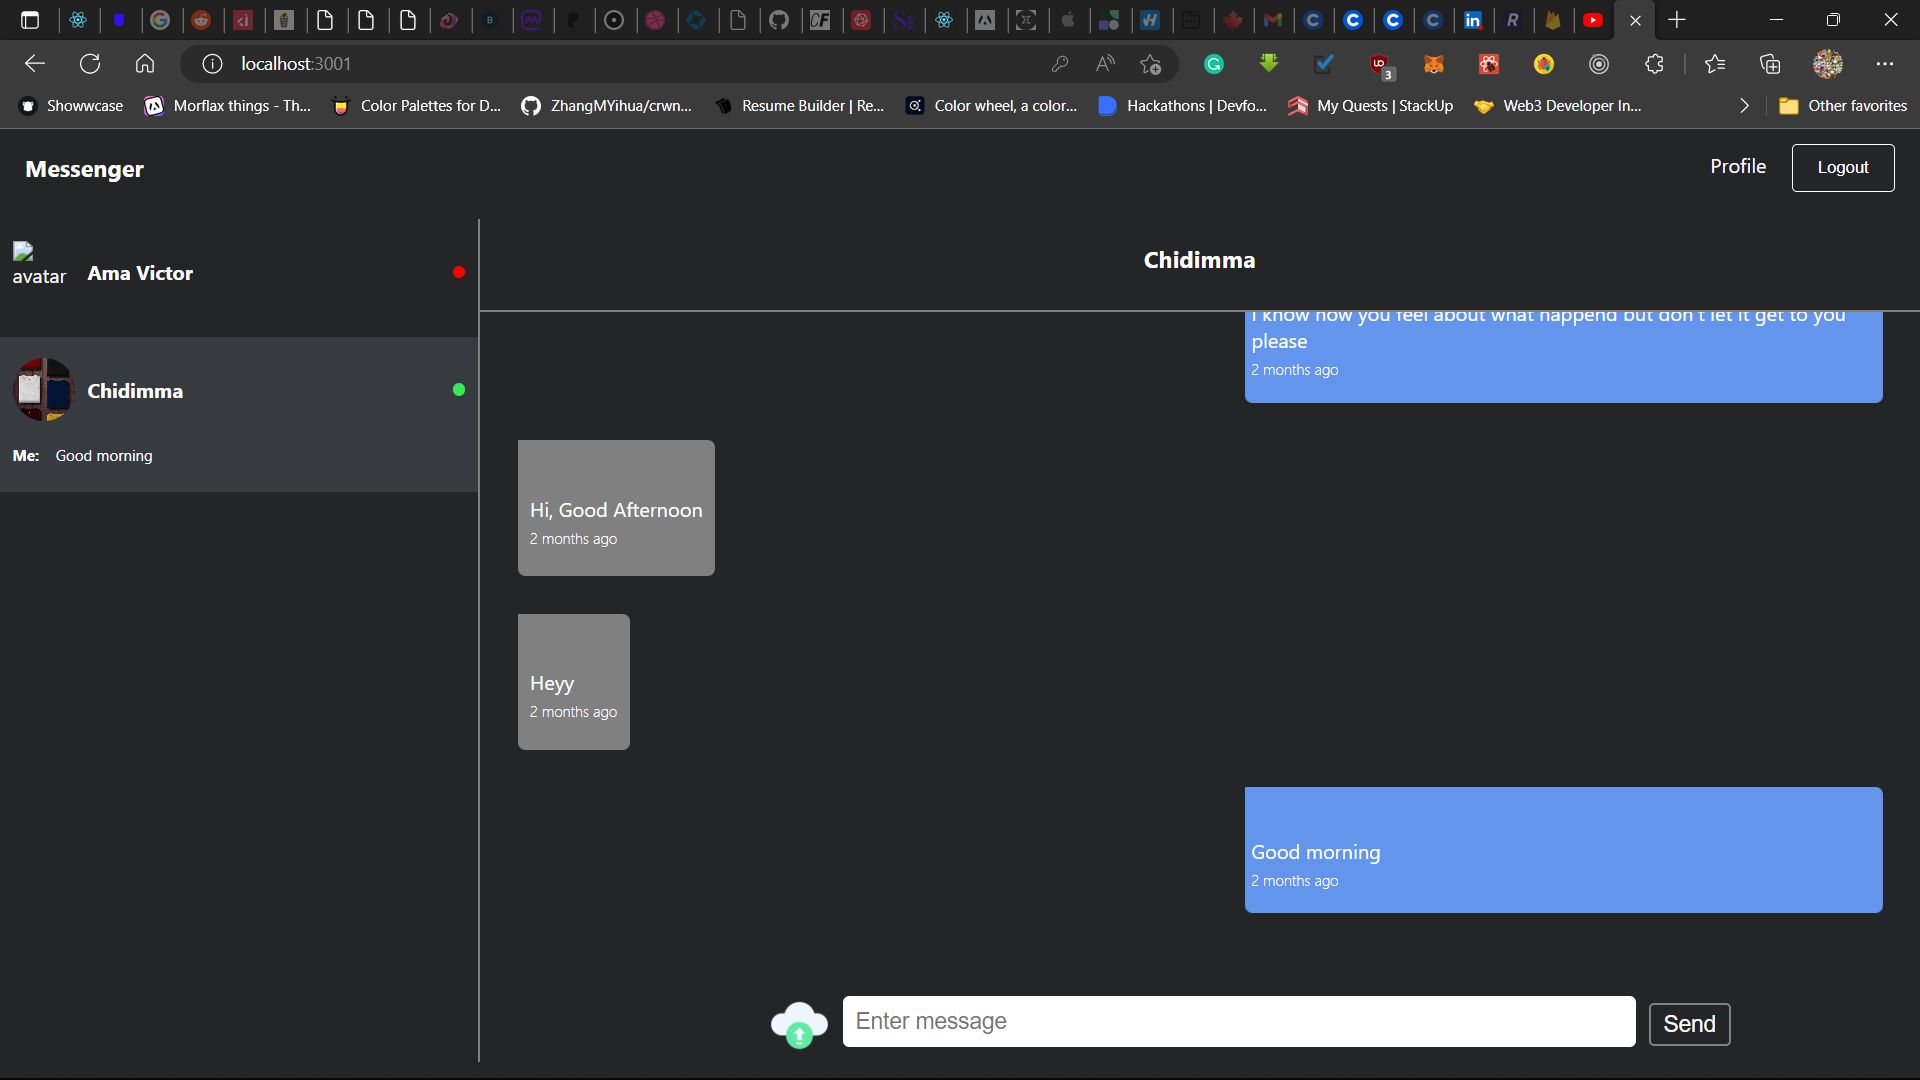 localhost:3001
3
Showwcase
Morflax things - Th...
Color Palettes for D...
ZhangMYihua/crwn...
Resume Builder | Re...
Color wheel, a color...
Hackathons | Devfo...
My Quests | StackUp
Web3 Developer In...
Other favorites
Messenger
Profile
Logout
avatar
Ama Victor
Chidimma
Me: Good morning
Chidimma
I know how you feel about what happend but don't let it get to you
please
2 months ago
Hi, Good Afternoon
2 months ago
Heyy
2 months ago
Good morning
2 months ago
Enter message
Send